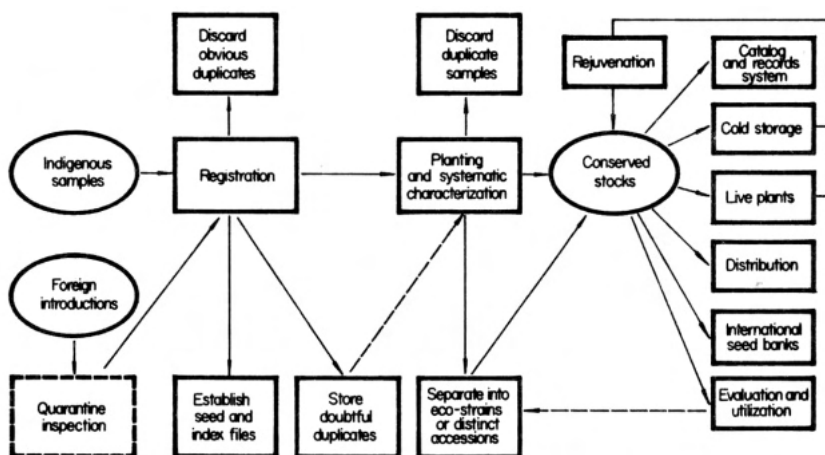 Discard
obvious
duplicates
Discard
duplicate
samples
Rejuvenation
Catalog
and records
system
Indigenous
samples
Registration
Planting
and systematic
characterization
Conserved
stocks
Cold storage
Live plants
Foreign
introductions
Distribution
International
seed banks
Quarantine
inspection
Establish
seed and
index files
Store
doubtful
duplicates
Separate into
eco-strains
or distinct
accessions
Evaluation and
utilization